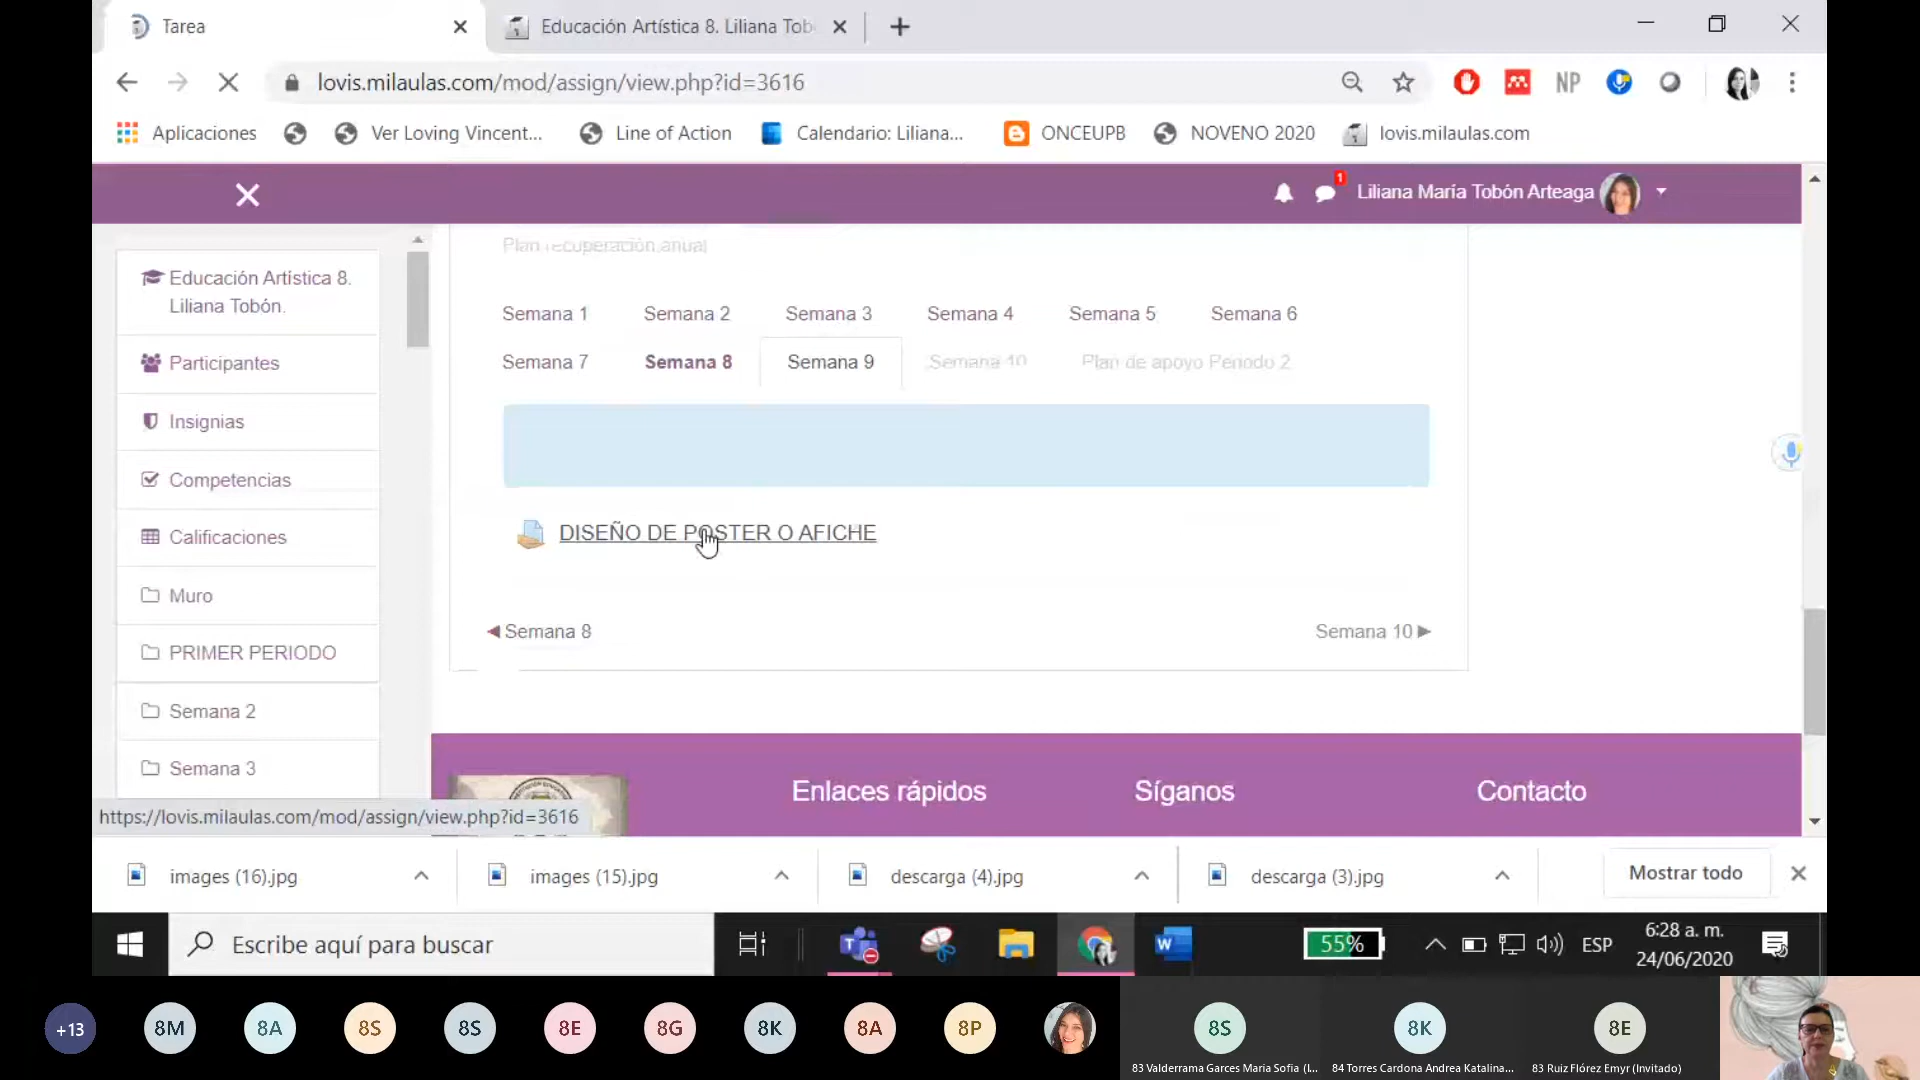 Tarea
Educación Artística 8. Liliana Tob
lovis.milaulas.com/mod/assign/view.php?id=3616
NP
Aplicaciones
Ver Loving Vincent...
Line of Action
Calendario: Liliana...
ONCEUPB
NOVENO 2020
lovis.milaulas.com
1
Liliana María Tobón Arteaga
Educación Artística 8.
Liliana Tobón.
Participantes
Insignias
Competencias
Calificaciones
Muro
PRIMER PERIODO
Semana 2
Semana 3
Plan recuperación anual
Semana 1
Semana 2
Semana 3
Semana 4
Semana 5
Semana 6
Semana 7
Semana 8
Semana 9
Semana 10
Plan de apoyo Periodo 2
DISEÑO DE POSTER O AFICHE
◀ Semana 8
Semana 10 ▶
Enlaces rápidos
Síganos
Contacto
https://lovis.milaulas.com/mod/assign/view.php?id=3616
images (16).jpg
images (15).jpg
descarga (4).jpg
descarga (3).jpg
Mostrar todo
Escribe aquí para buscar
55%
ESP
6:28 a. m.
24/06/2020
+13
8M
8A
8S
8S
8E
8G
8K
8A
8P
8S
8K
8E
83 Valderrama Garces Maria Sofia (I...
84 Torres Cardona Andrea Katalina...
83 Ruiz Flórez Emyr (Invitado)